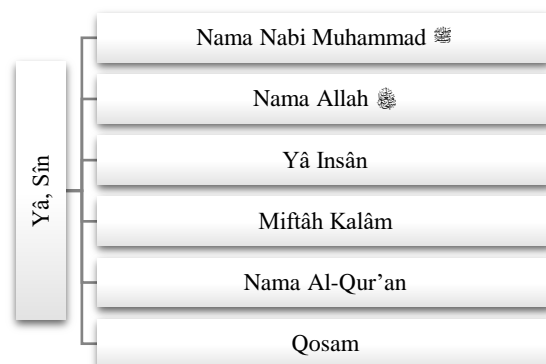 Yâ, Sîn
Nama Nabi Muhammad ﷺ
Nama Allah ﷻ
Yâ Insân
Miftâh Kalâm
Nama Al-Qur’an
Qosam